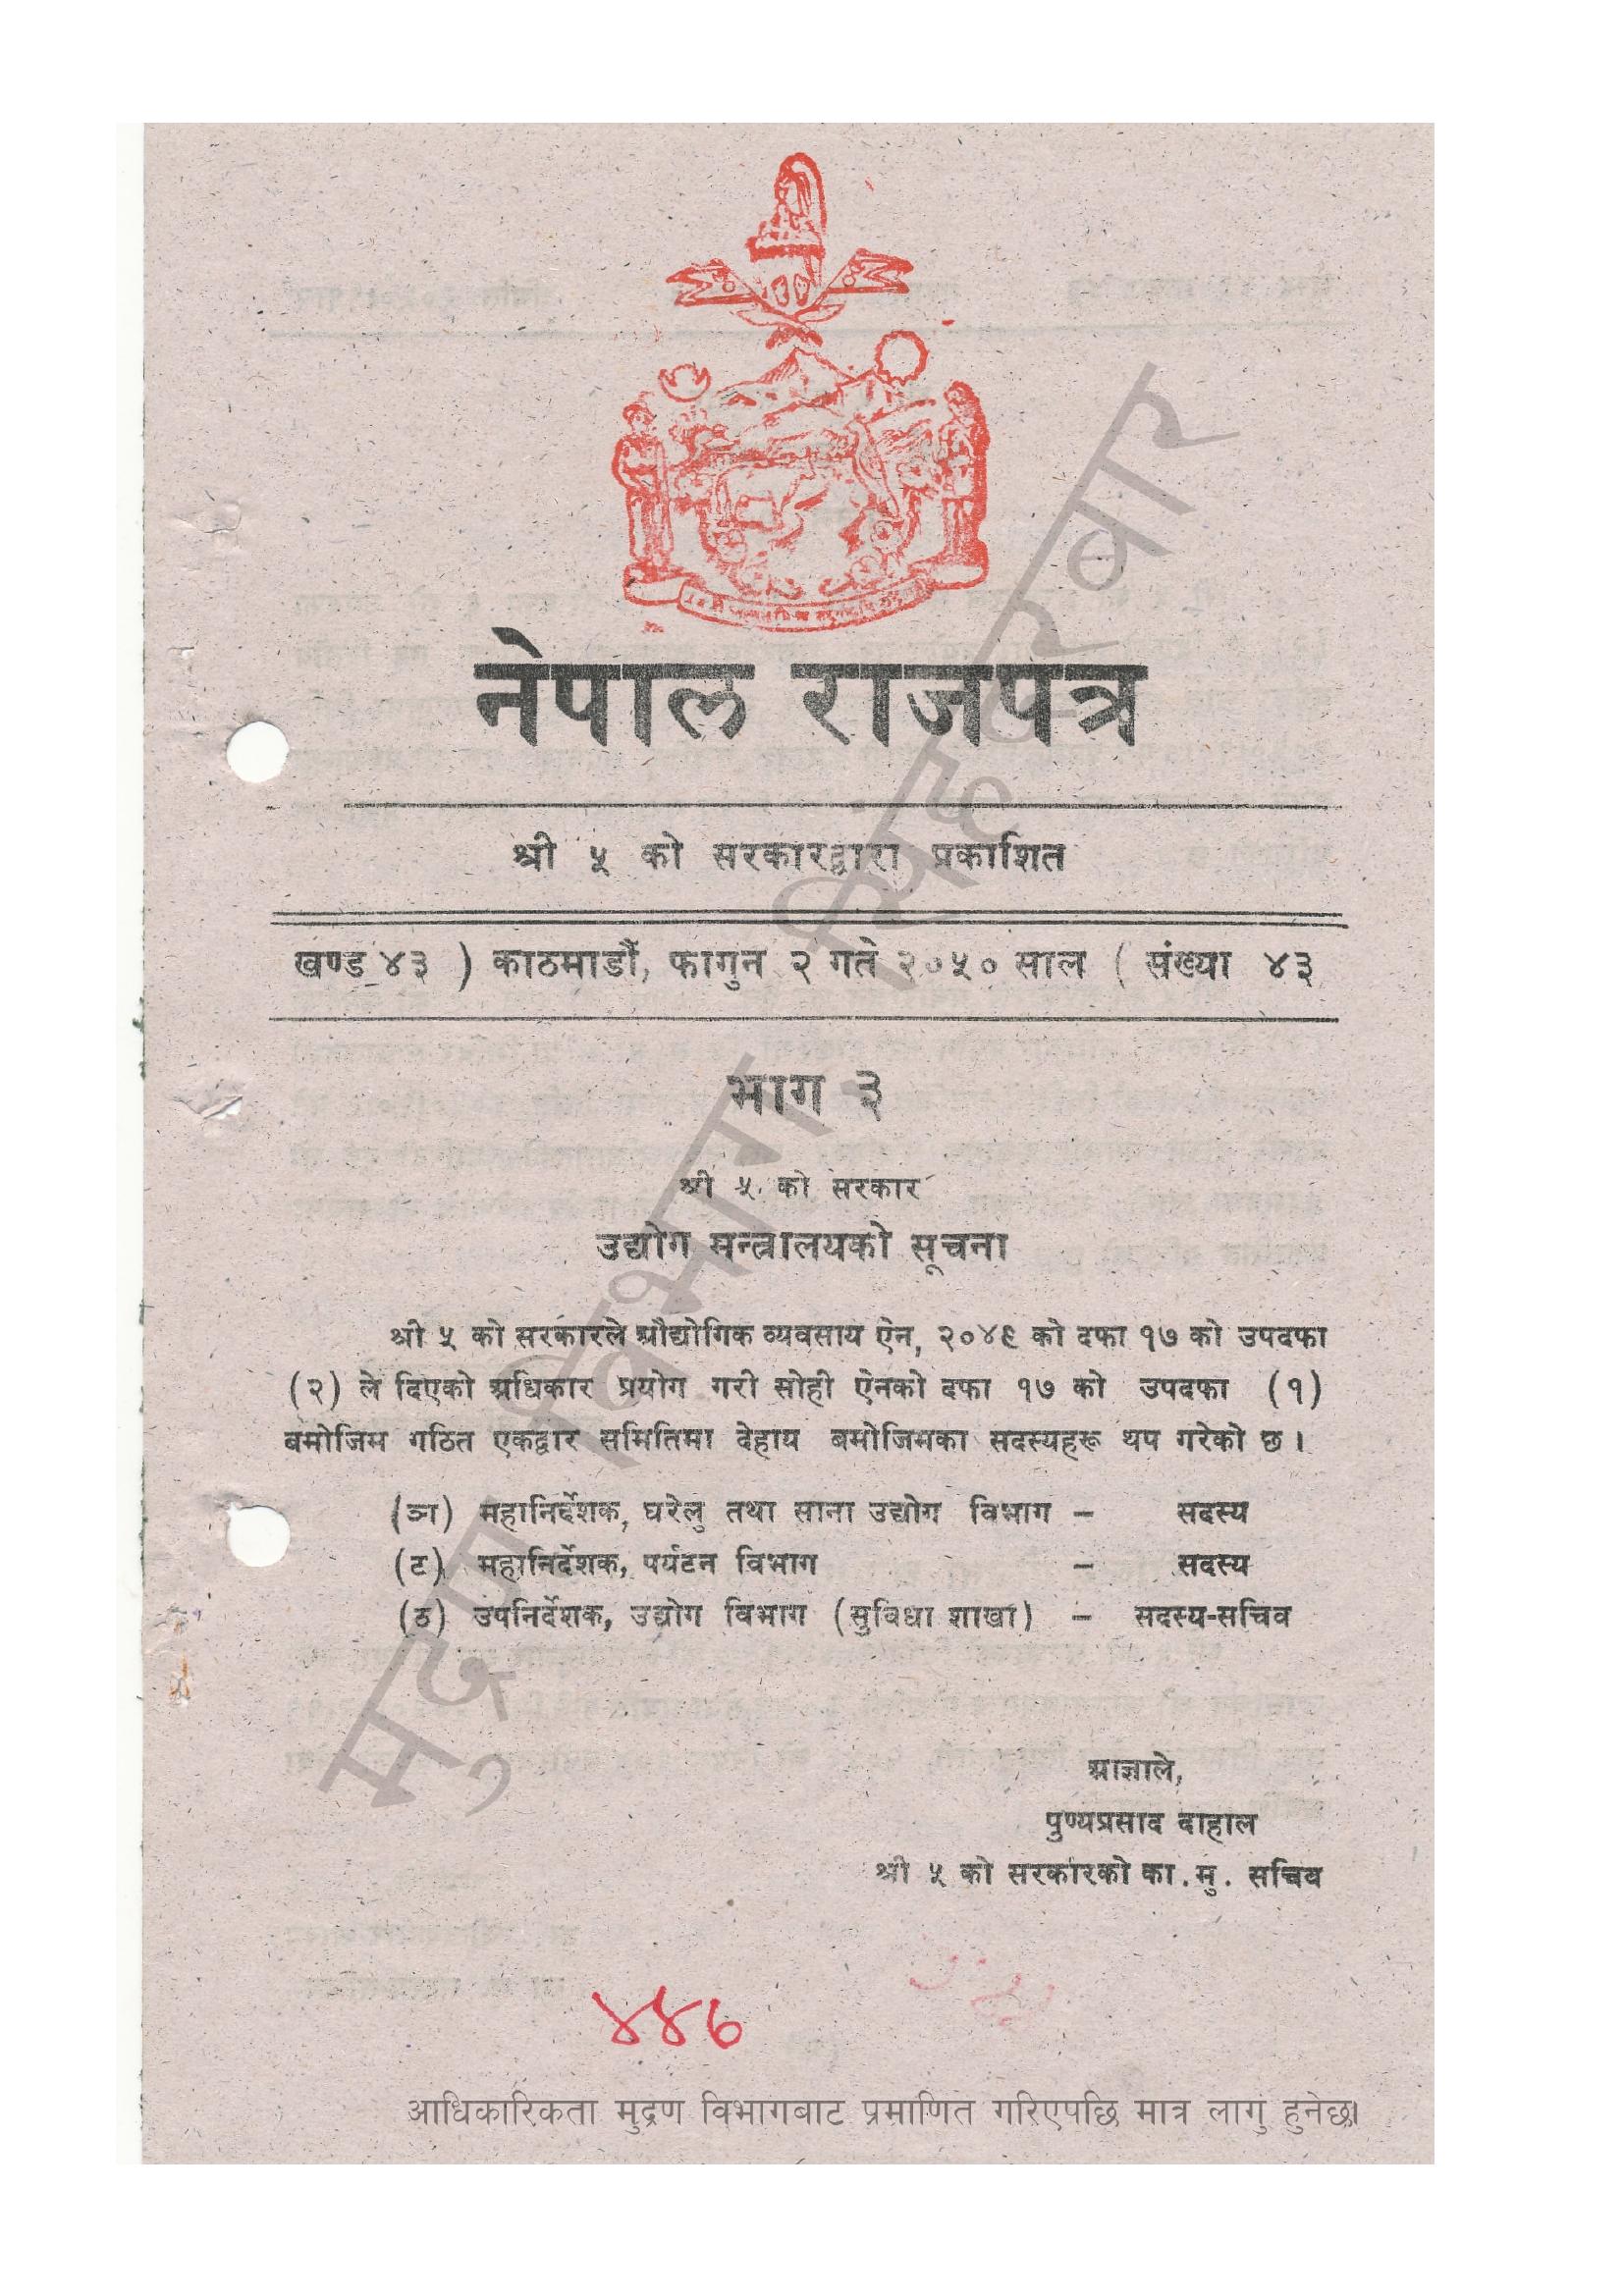 नेपाल राजपत्र
श्री ५ को सरकारद्वारा प्रकाशित
खण्ड ४३ ) काठमाडौं, फागुन २ गते २०५० साल ( संख्या ४३
भाग ३
श्री ५ को सरकार
उद्योग मन्त्रालयको सूचना
श्री ५ को सरकारले औद्योगिक व्यवसाय ऐन, २०४९ को दफा १७ को उपदफा
(२) ले दिएको अधिकार प्रयोग गरी सोही ऐनको दफा १७ को उपदफा (१)
बमोजिम गठित एकद्वार समितिमा देहाय बमोजिमका सदस्यहरू थप गरेको छ ।
(ञ) महानिर्देशक, घरेलु तथा साना उद्योग विभाग – सदस्य
(ट) महानिर्देशक, पर्यटन विभाग – सदस्य
(ठ) उपनिर्देशक, उद्योग विभाग (सुविधा शाखा) – सदस्य-सचिव
आज्ञाले,
पुण्यप्रसाद दाहाल
श्री ५ को सरकारको का.मु. सचिव
४४७
मुद्रण विभाग, सिंहदरबार
आधिकारिकता मुद्रण विभागबाट प्रमाणित गरिएपछि मात्र लागु हुनेछ।